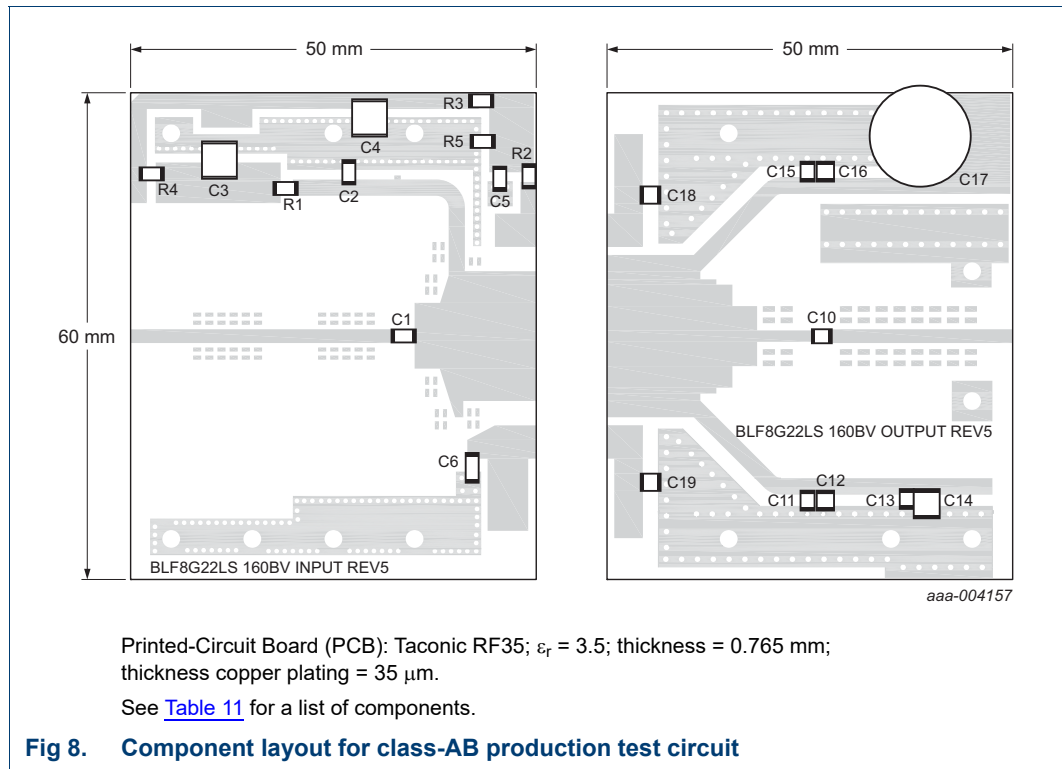 50 mm
50 mm
60 mm
R3
C4
R5
R2
R4
C3
R1
C2
C5
C15
C16
C17
C18
C1
C10
C6
BLF8G22LS 160BV INPUT REV5
BLF8G22LS 160BV OUTPUT REV5
C19
C11
C12
C13
C14
aaa-004157
Printed-Circuit Board (PCB): Taconic RF35; εr = 3.5; thickness = 0.765 mm;
thickness copper plating = 35 μm.
See Table 11 for a list of components.
Fig 8. Component layout for class-AB production test circuit